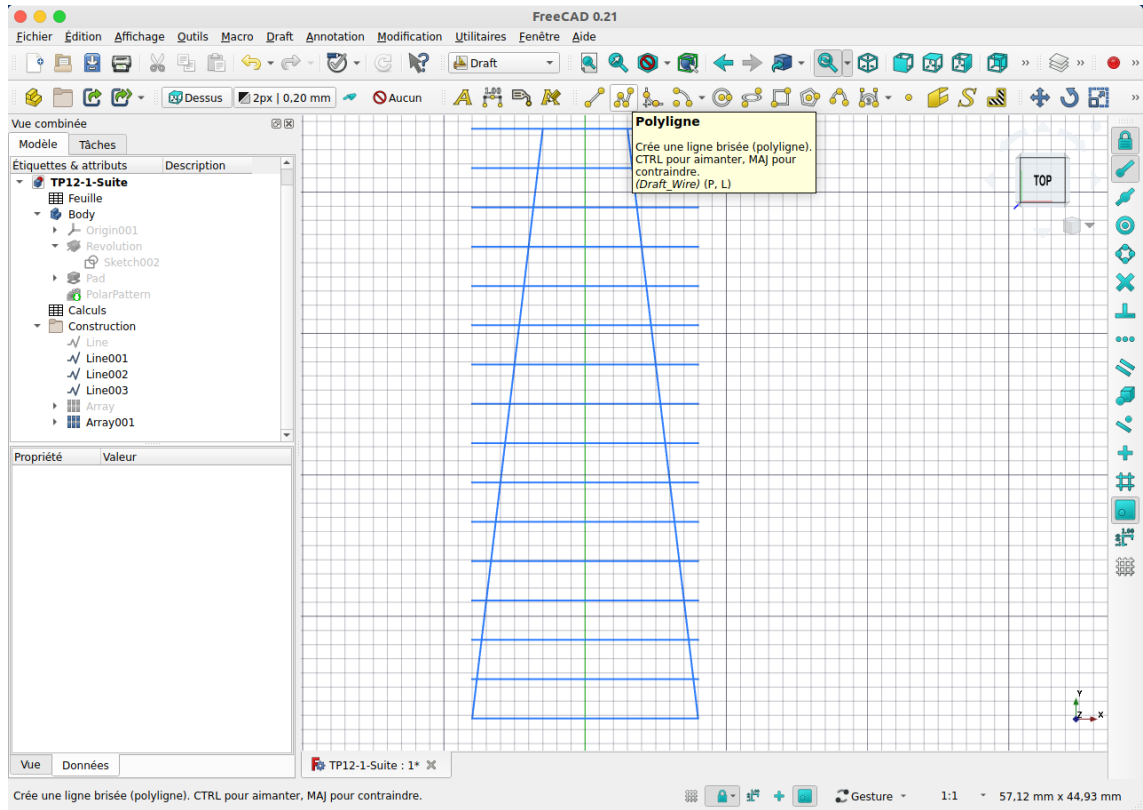 FreeCAD 0.21
Fichier Édition Affichage Outils Macro Draft Annotation Modification Utilitaires Fenêtre Aide
Draft
Dessus 2px | 0,20 mm Aucun
Vue combinée
Modèle Tâches
Étiquettes & attributs Description
TP12-1-Suite
Feuille
Body
Origin001
Revolution
Sketch002
Pad
PolarPattern
Calculs
Construction
Line
Line001
Line002
Line003
Array
Array001
Propriété Valeur
Vue Données
Polyligne
Crée une ligne brisée (polyligne).
CTRL pour aimanter, MAJ pour
contraindre.
(Draft_Wire) (P, L)
TOP
Y
Z X
TP12-1-Suite : 1*
Crée une ligne brisée (polyligne). CTRL pour aimanter, MAJ pour contraindre.
Gesture 1:1 57,12 mm x 44,93 mm